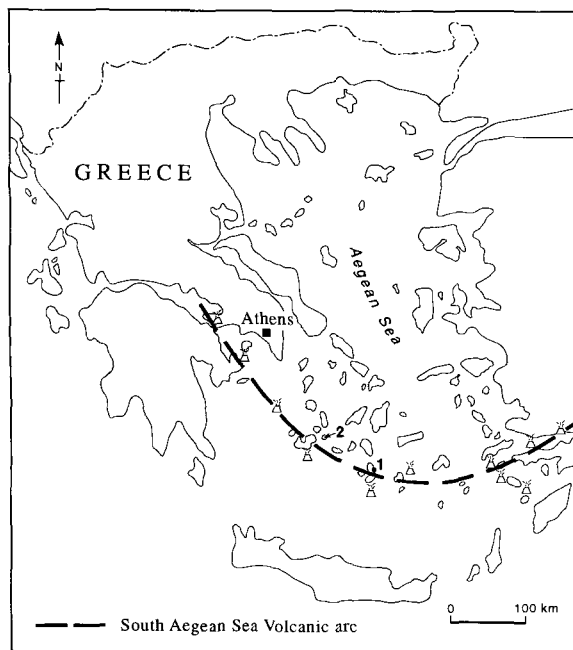 N
GREECE
Aegean Sea
Athens
2
1
0 100 km
South Aegean Sea Volcanic arc